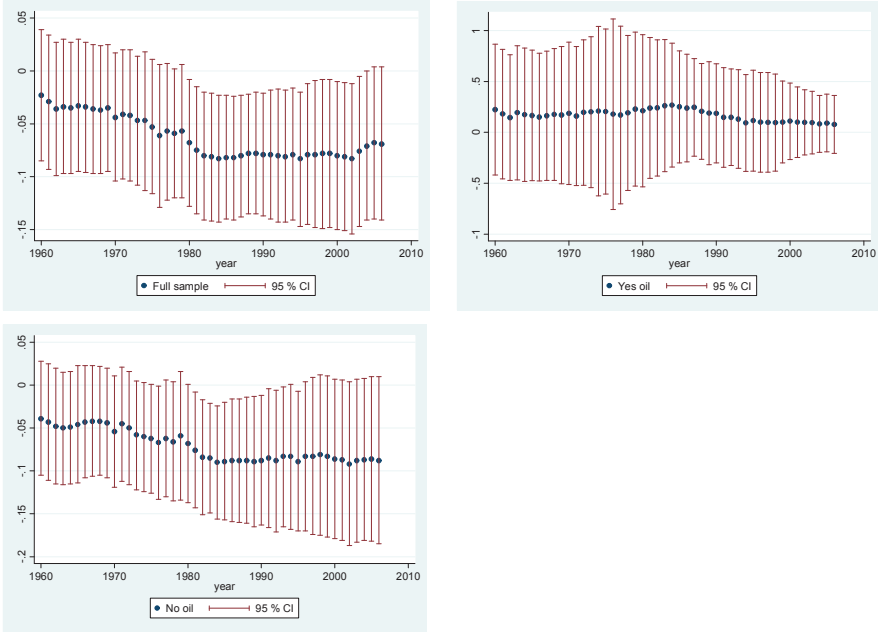 .05
0
-.05
-.1
-.15
1960 1970 1980 1990 2000 2010
year
Full sample 95 % CI
1
.5
0
-.5
-1
1960 1970 1980 1990 2000 2010
year
Yes oil 95 % CI
.05
0
-.05
-.1
-.15
-.2
1960 1970 1980 1990 2000 2010
year
No oil 95 % CI